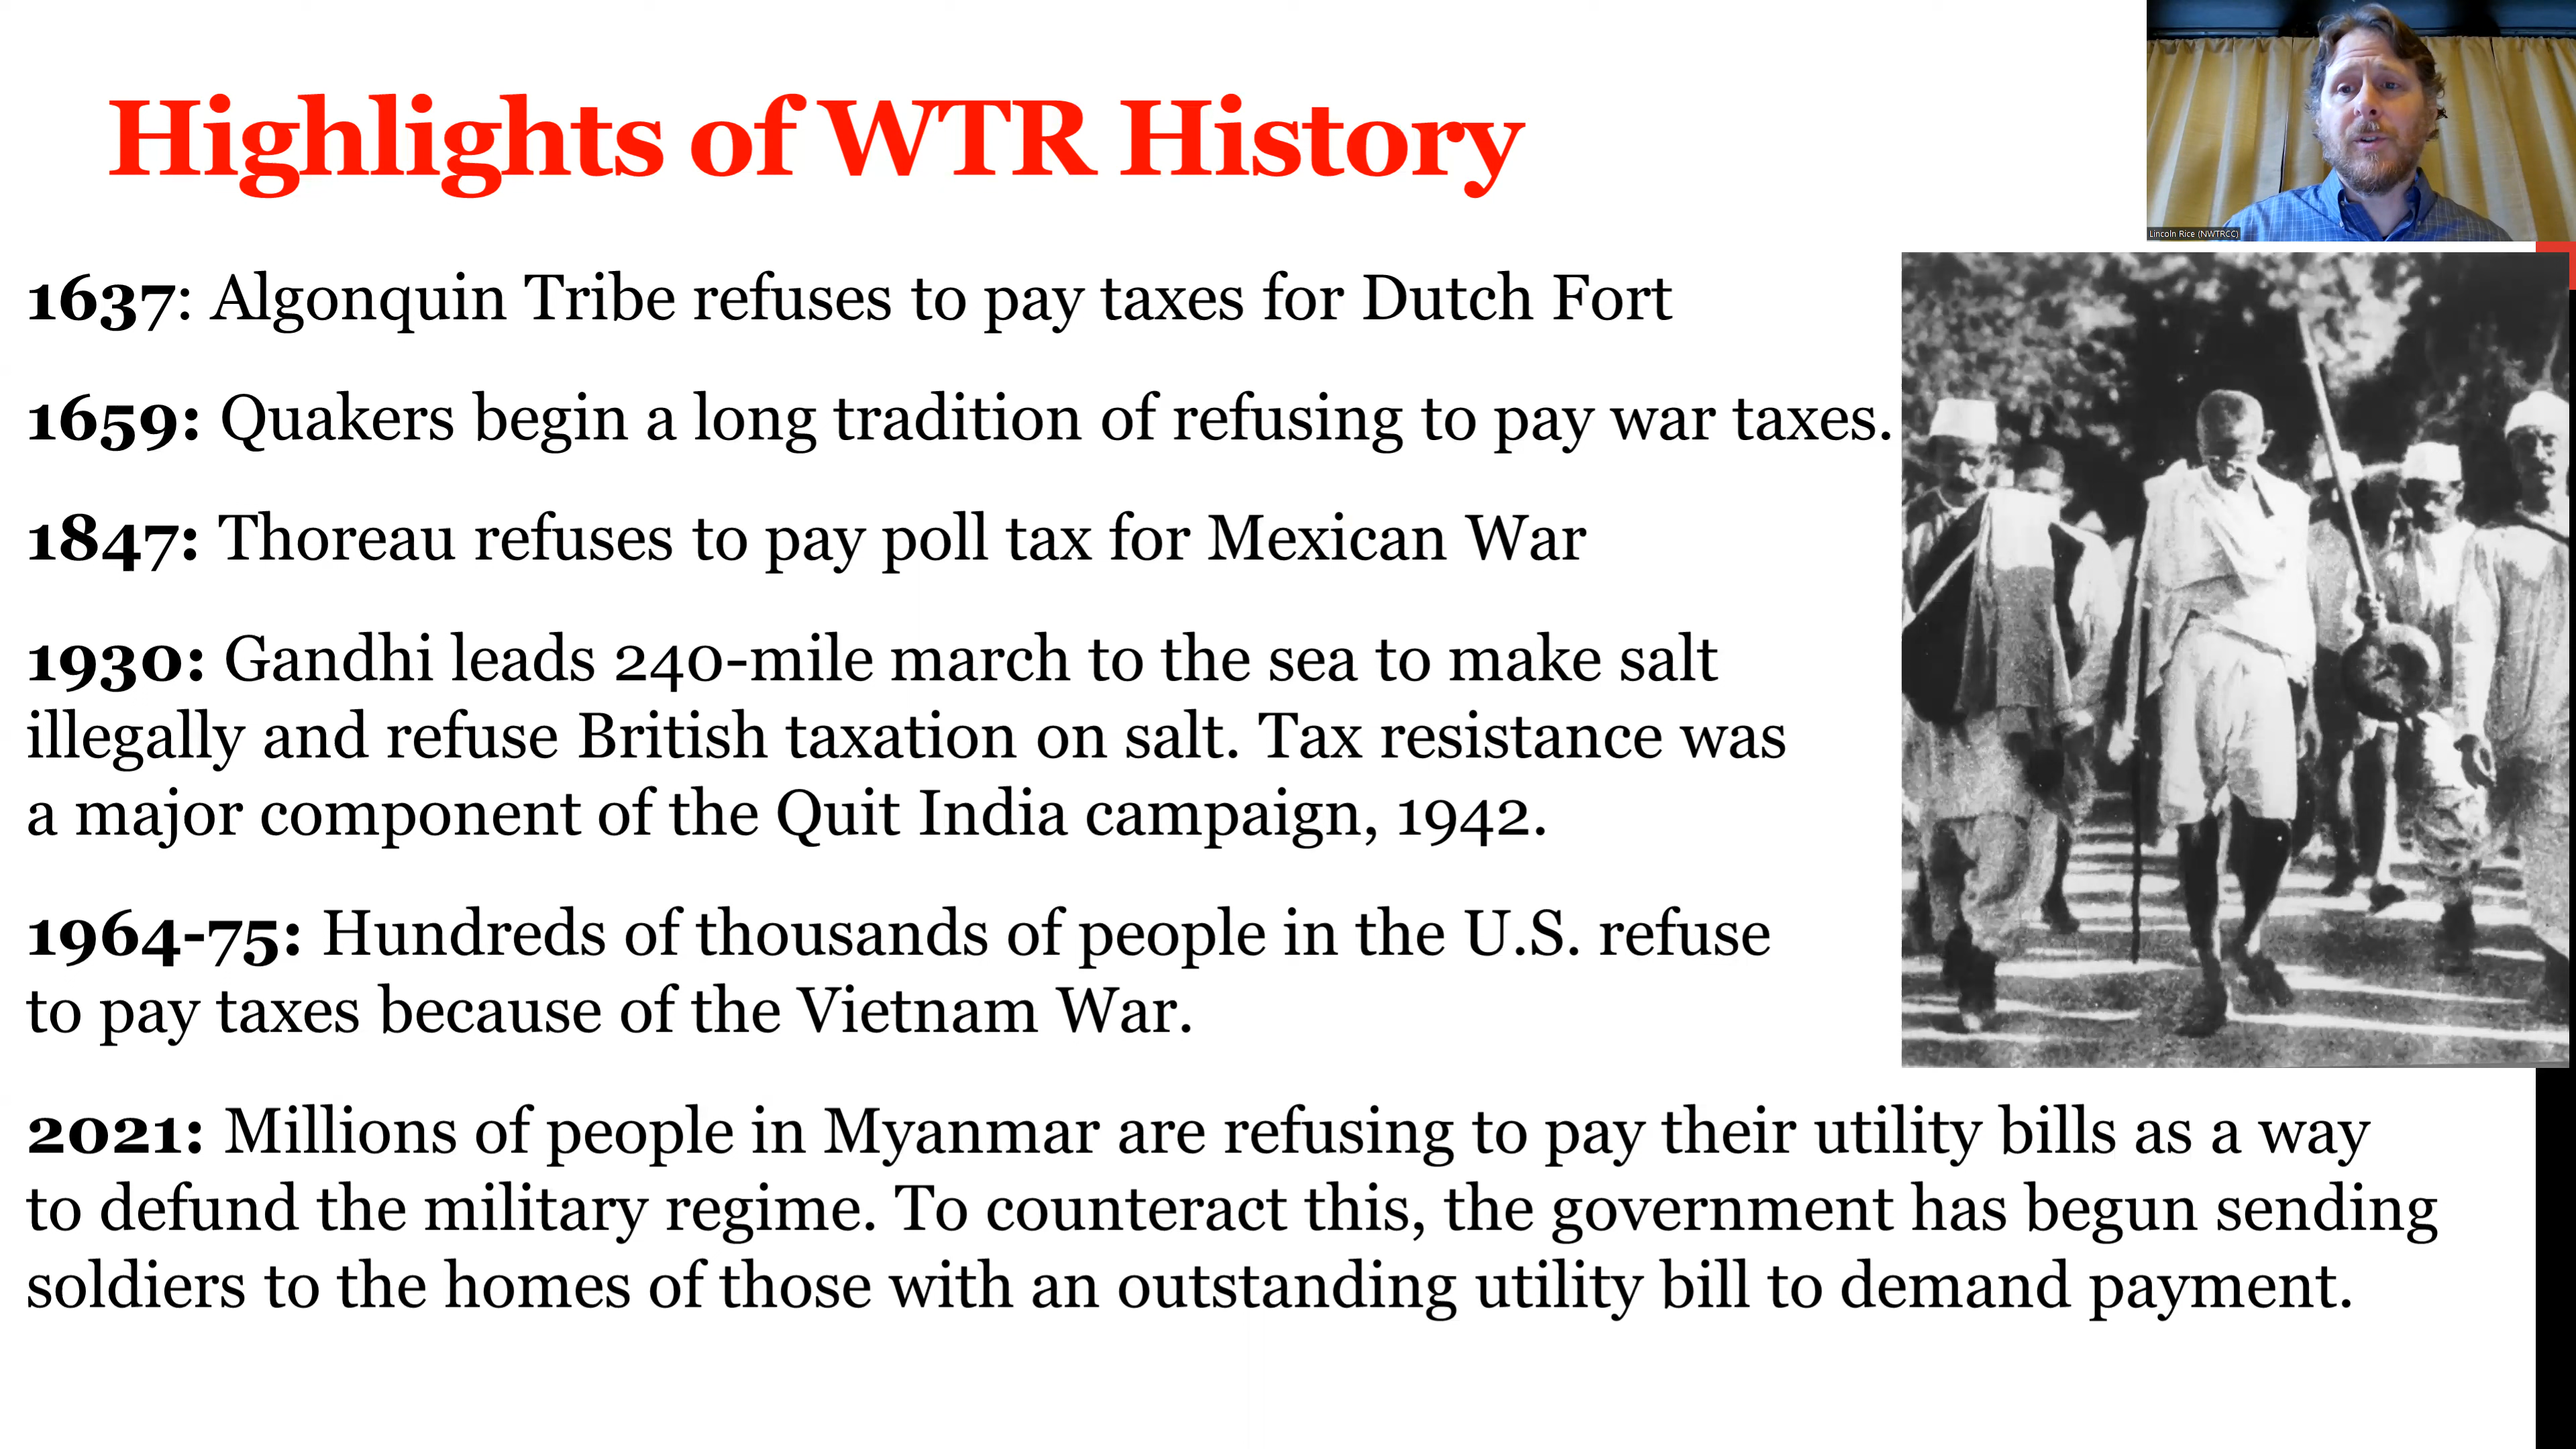 Highlights of WTR History
Lincoln Rice (NWTRCC)
1637: Algonquin Tribe refuses to pay taxes for Dutch Fort
1659: Quakers begin a long tradition of refusing to pay war taxes.
1847: Thoreau refuses to pay poll tax for Mexican War
1930: Gandhi leads 240-mile march to the sea to make salt
illegally and refuse British taxation on salt. Tax resistance was
a major component of the Quit India campaign, 1942.
1964-75: Hundreds of thousands of people in the U.S. refuse
to pay taxes because of the Vietnam War.
2021: Millions of people in Myanmar are refusing to pay their utility bills as a way
to defund the military regime. To counteract this, the government has begun sending
soldiers to the homes of those with an outstanding utility bill to demand payment.